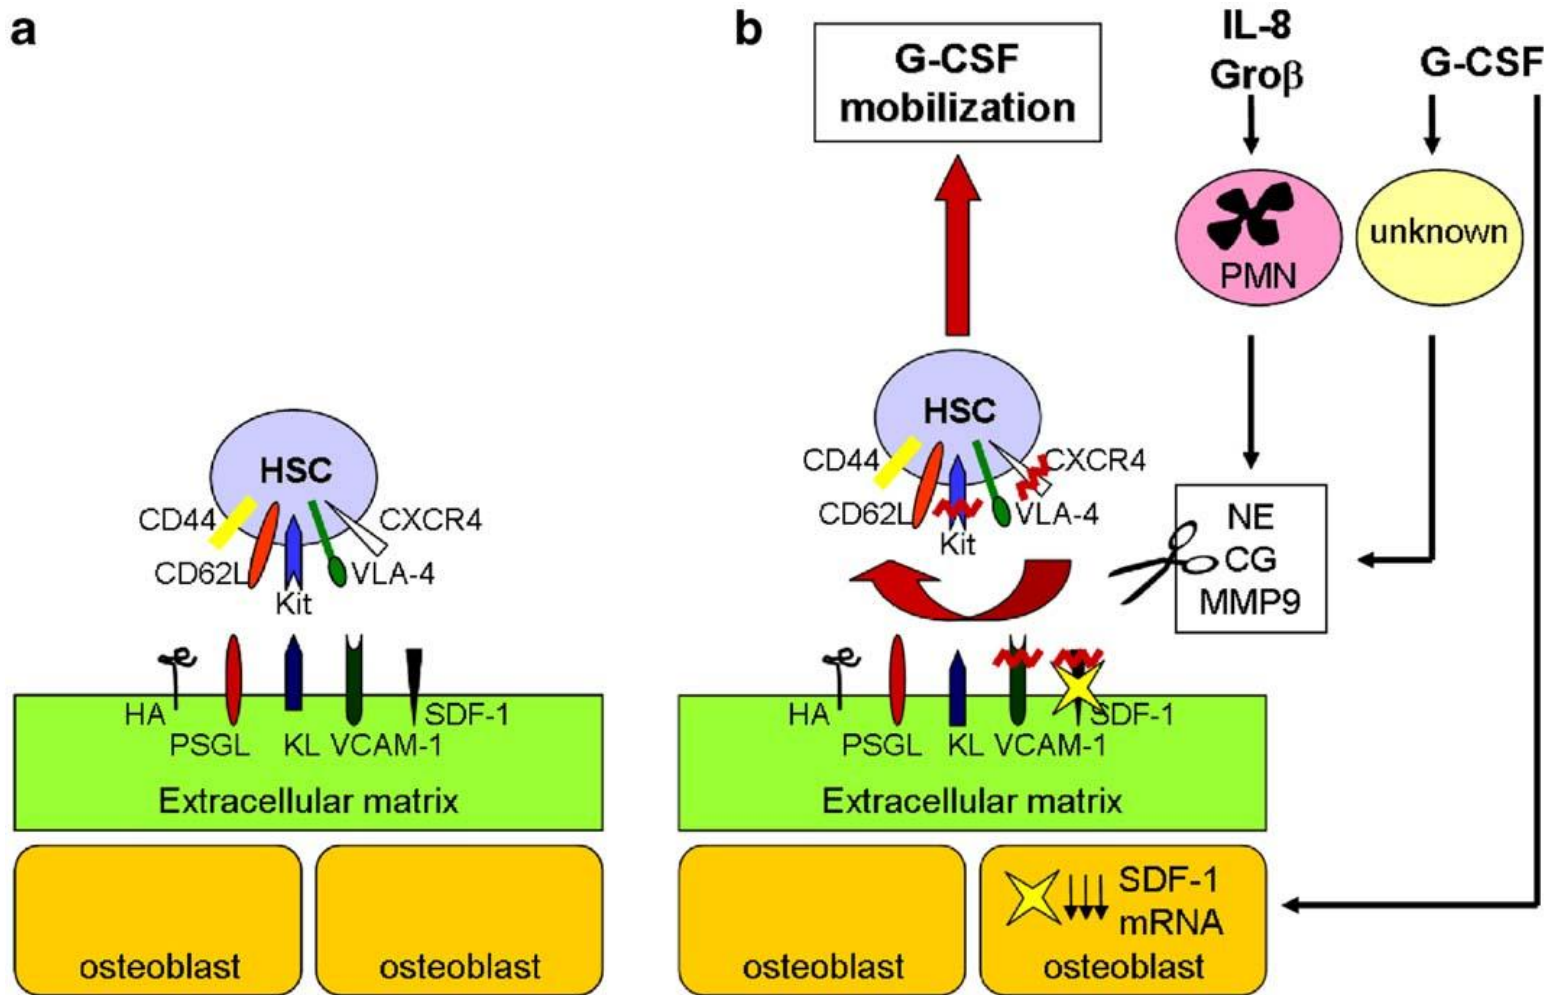 a
HSC
CD44
CXCR4
CD62L
VLA-4
Kit
HA
SDF-1
PSGL
KL
VCAM-1
Extracellular matrix
osteoblast
osteoblast
b
G-CSF
mobilization
IL-8
Groβ
G-CSF
PMN
unknown
HSC
CD44
CXCR4
CD62L
VLA-4
Kit
NE
CG
MMP9
HA
SDF-1
PSGL
KL
VCAM-1
Extracellular matrix
SDF-1
mRNA
osteoblast
osteoblast